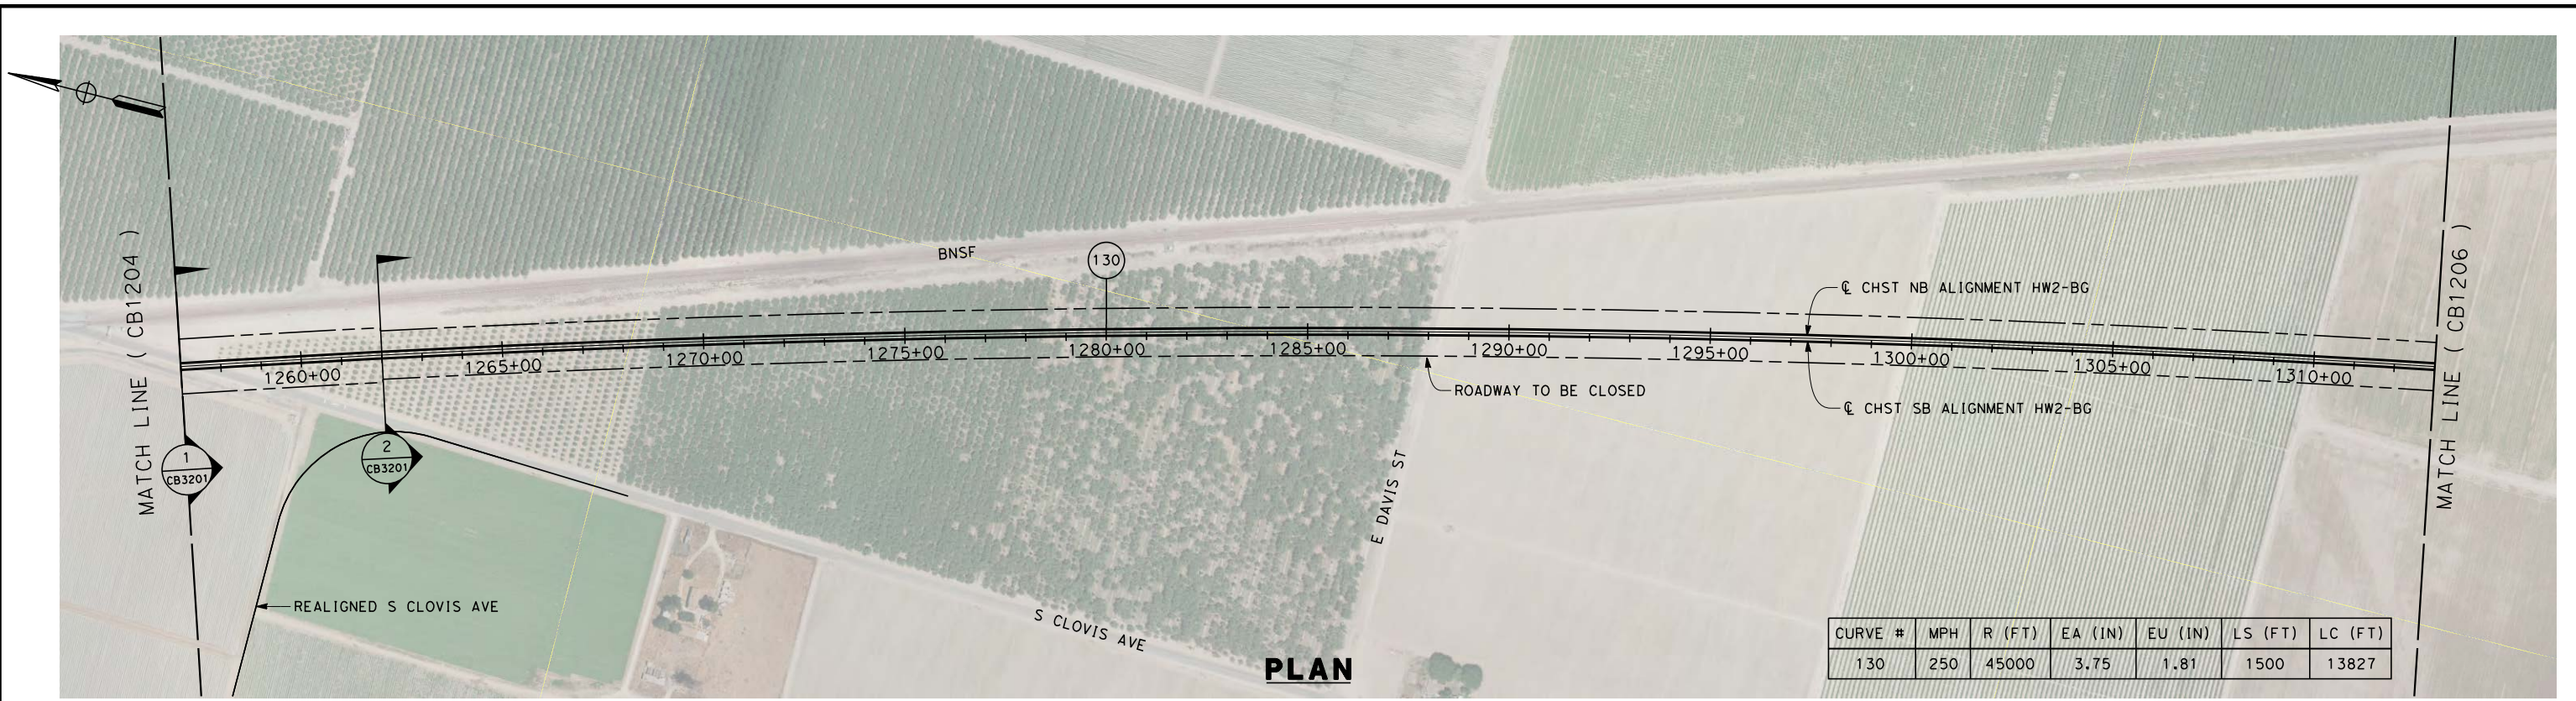 MATCH LINE ( CB1204 )
BNSF
130
℄ CHST NB ALIGNMENT HW2-BG
MATCH LINE ( CB1206 )
1260+00
1265+00
1270+00
1275+00
1280+00
1285+00
1290+00
1295+00
1300+00
1305+00
1310+00
ROADWAY TO BE CLOSED
℄ CHST SB ALIGNMENT HW2-BG
1
CB3201
2
CB3201
E DAVIS ST
REALIGNED S CLOVIS AVE
S CLOVIS AVE
PLAN
CURVE # MPH R (FT) EA (IN) EU (IN) LS (FT) LC (FT)
130 250 45000 3.75 1.81 1500 13827